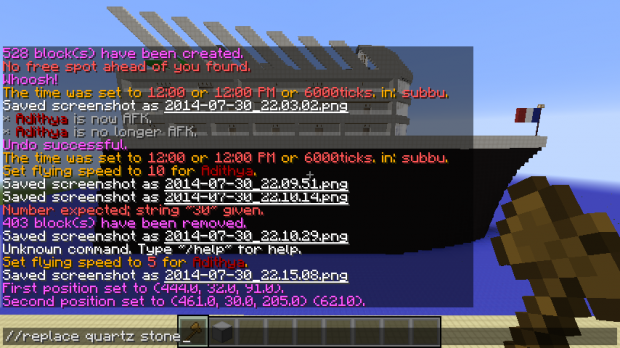 528 block(s) have been created.
No free spot ahead of you found.
Whoosh!
The time was set to 12:00 or 12:00 PM or 6000ticks. in: subbu.
Saved screenshot as 2014-07-30_22.03.02.png
* Adithya is now AFK.
* Adithya is no longer AFK.
Undo successful.
The time was set to 12:00 or 12:00 PM or 6000ticks. in: subbu.
Set flying speed to 10 for Adithya.
Saved screenshot as 2014-07-30_22.09.51.png
Saved screenshot as 2014-07-30_22.10.14.png
Number expected; string "30" given.
403 block(s) have been removed.
Saved screenshot as 2014-07-30_22.10.29.png
Unknown command. Type "/help" for help.
Set flying speed to 5 for Adithya.
Saved screenshot as 2014-07-30_22.15.08.png
First position set to (444.0, 32.0, 91.0).
Second position set to (461.0, 30.0, 205.0) (6210).
//replace quartz stone_